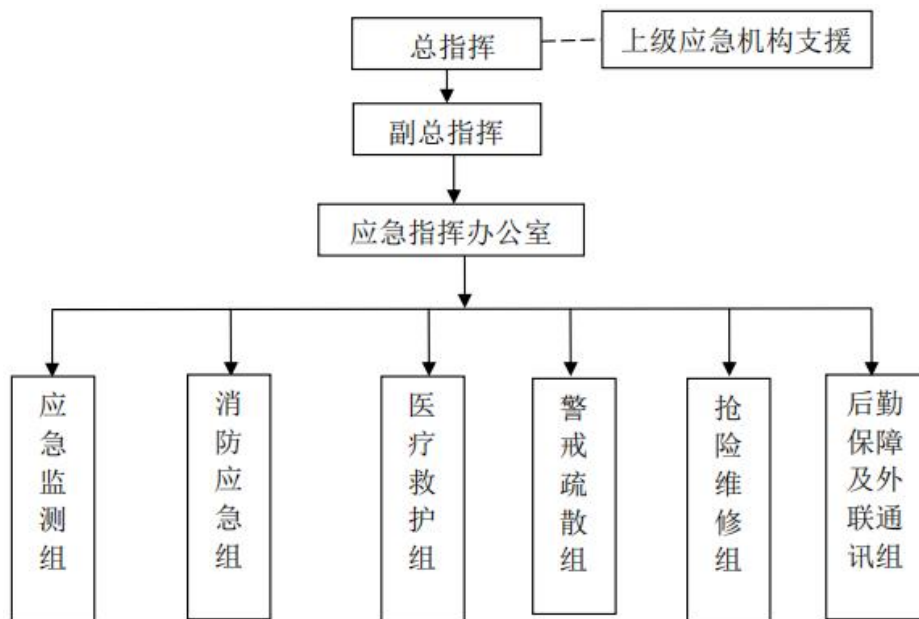 总指挥
上级应急机构支援
副总指挥
应急指挥办公室
应急监测组
消防应急组
医疗救护组
警戒疏散组
抢险维修组
后勤保障及外联通讯组